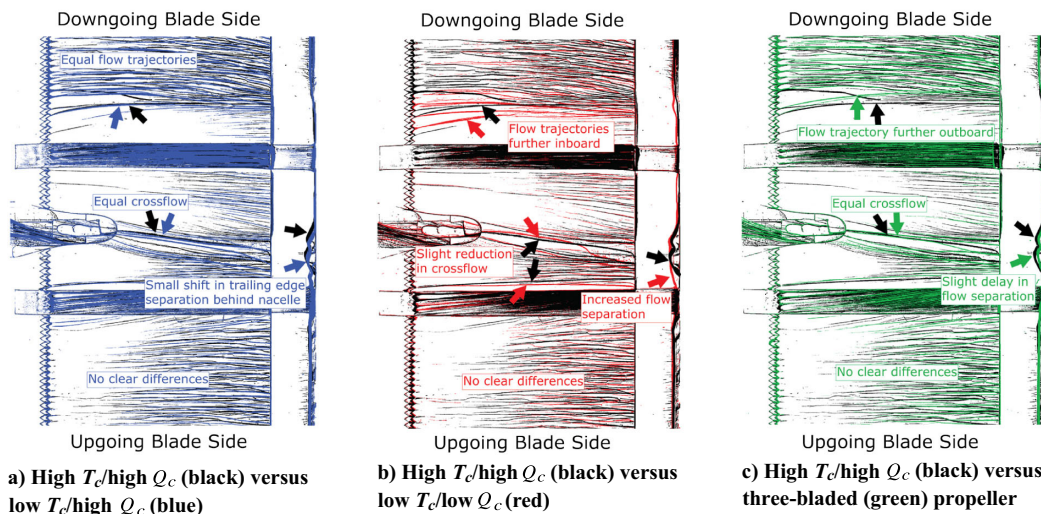 Downgoing Blade Side
Equal flow trajectories
Equal crossflow
Small shift in trailing edge
separation behind nacelle
No clear differences
Upgoing Blade Side
a) High Tc/high Qc (black) versus
low Tc/high Qc (blue)
Downgoing Blade Side
Flow trajectories
further inboard
Slight reduction
in crossflow
Increased flow
separation
No clear differences
Upgoing Blade Side
b) High Tc/high Qc (black) versus
low Tc/low Qc (red)
Downgoing Blade Side
Flow trajectory further outboard
Equal crossflow
Slight delay in
flow separation
No clear differences
Upgoing Blade Side
c) High Tc/high Qc (black) versus
three-bladed (green) propeller